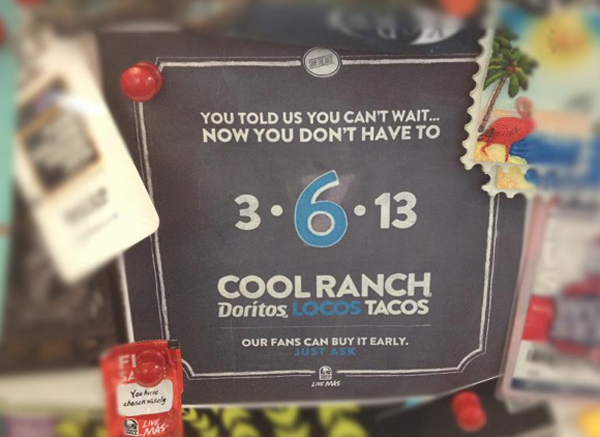 YOU TOLD US YOU CAN'T WAIT...
NOW YOU DON'T HAVE TO
3•6•13
COOL RANCH
Doritos LOCOS TACOS
OUR FANS CAN BUY IT EARLY.
JUST ASK
LIVE MÁS
You have
chosen wisely
LIVE
MÁS